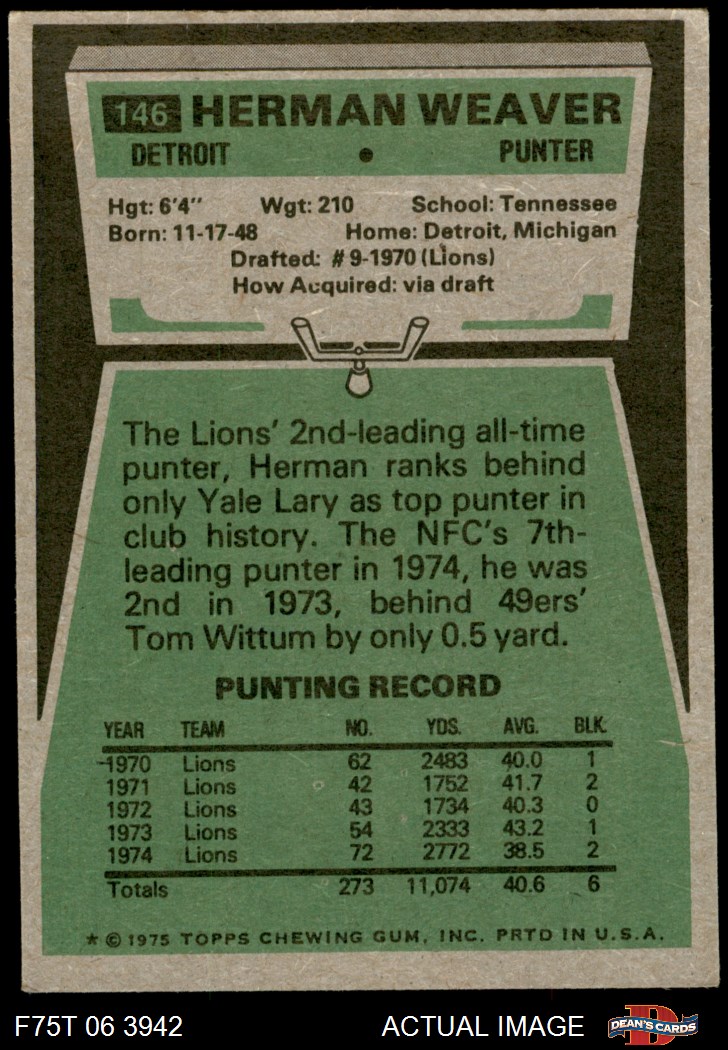 146 HERMAN WEAVER
DETROIT • PUNTER
Hgt: 6'4" Wgt: 210 School: Tennessee
Born: 11-17-48 Home: Detroit, Michigan
Drafted: #9-1970 (Lions)
How Acquired: via draft
The Lions' 2nd-leading all-time
punter, Herman ranks behind
only Yale Lary as top punter in
club history. The NFC's 7th-
leading punter in 1974, he was
2nd in 1973, behind 49ers'
Tom Wittum by only 0.5 yard.
PUNTING RECORD
YEAR TEAM NO. YDS. AVG. BLK.
1970 Lions 62 2483 40.0 1
1971 Lions 42 1752 41.7 2
1972 Lions 43 1734 40.3 0
1973 Lions 54 2333 43.2 1
1974 Lions 72 2772 38.5 2
Totals 273 11,074 40.6 6
* © 1975 TOPPS CHEWING GUM, INC. PRTD IN U.S.A.
F75T 06 3942 ACTUAL IMAGE D DEAN'S CARDS